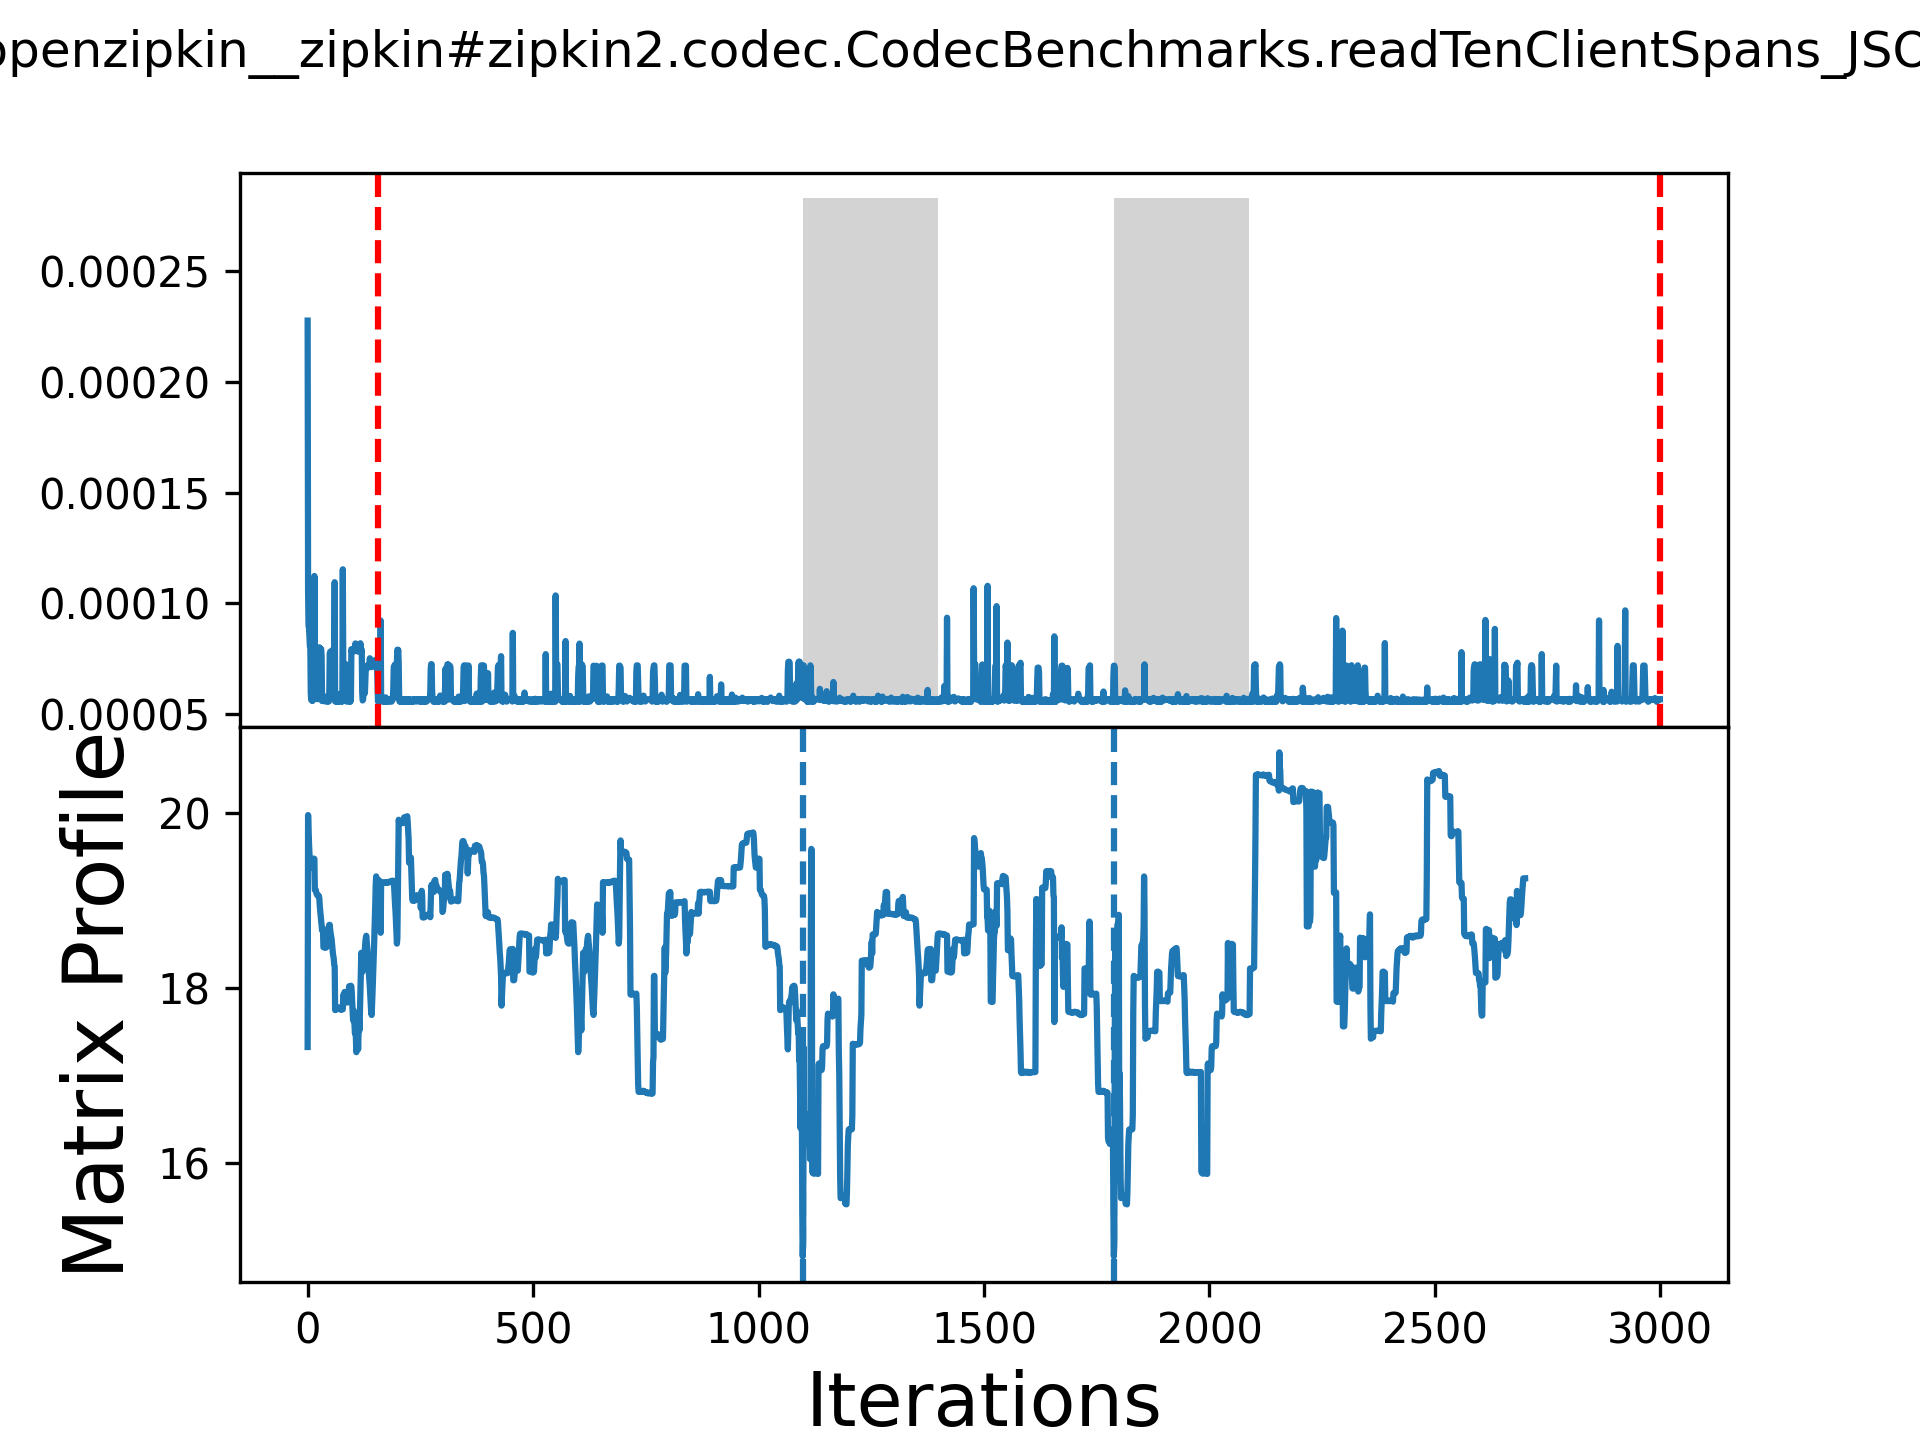 openzipkin__zipkin#zipkin2.codec.CodecBenchmarks.readTenClientSpans_JSO
0.00025
0.00020
0.00015
0.00010
0.00005
Matrix Profile
20
18
16
0 500 1000 1500 2000 2500 3000
Iterations